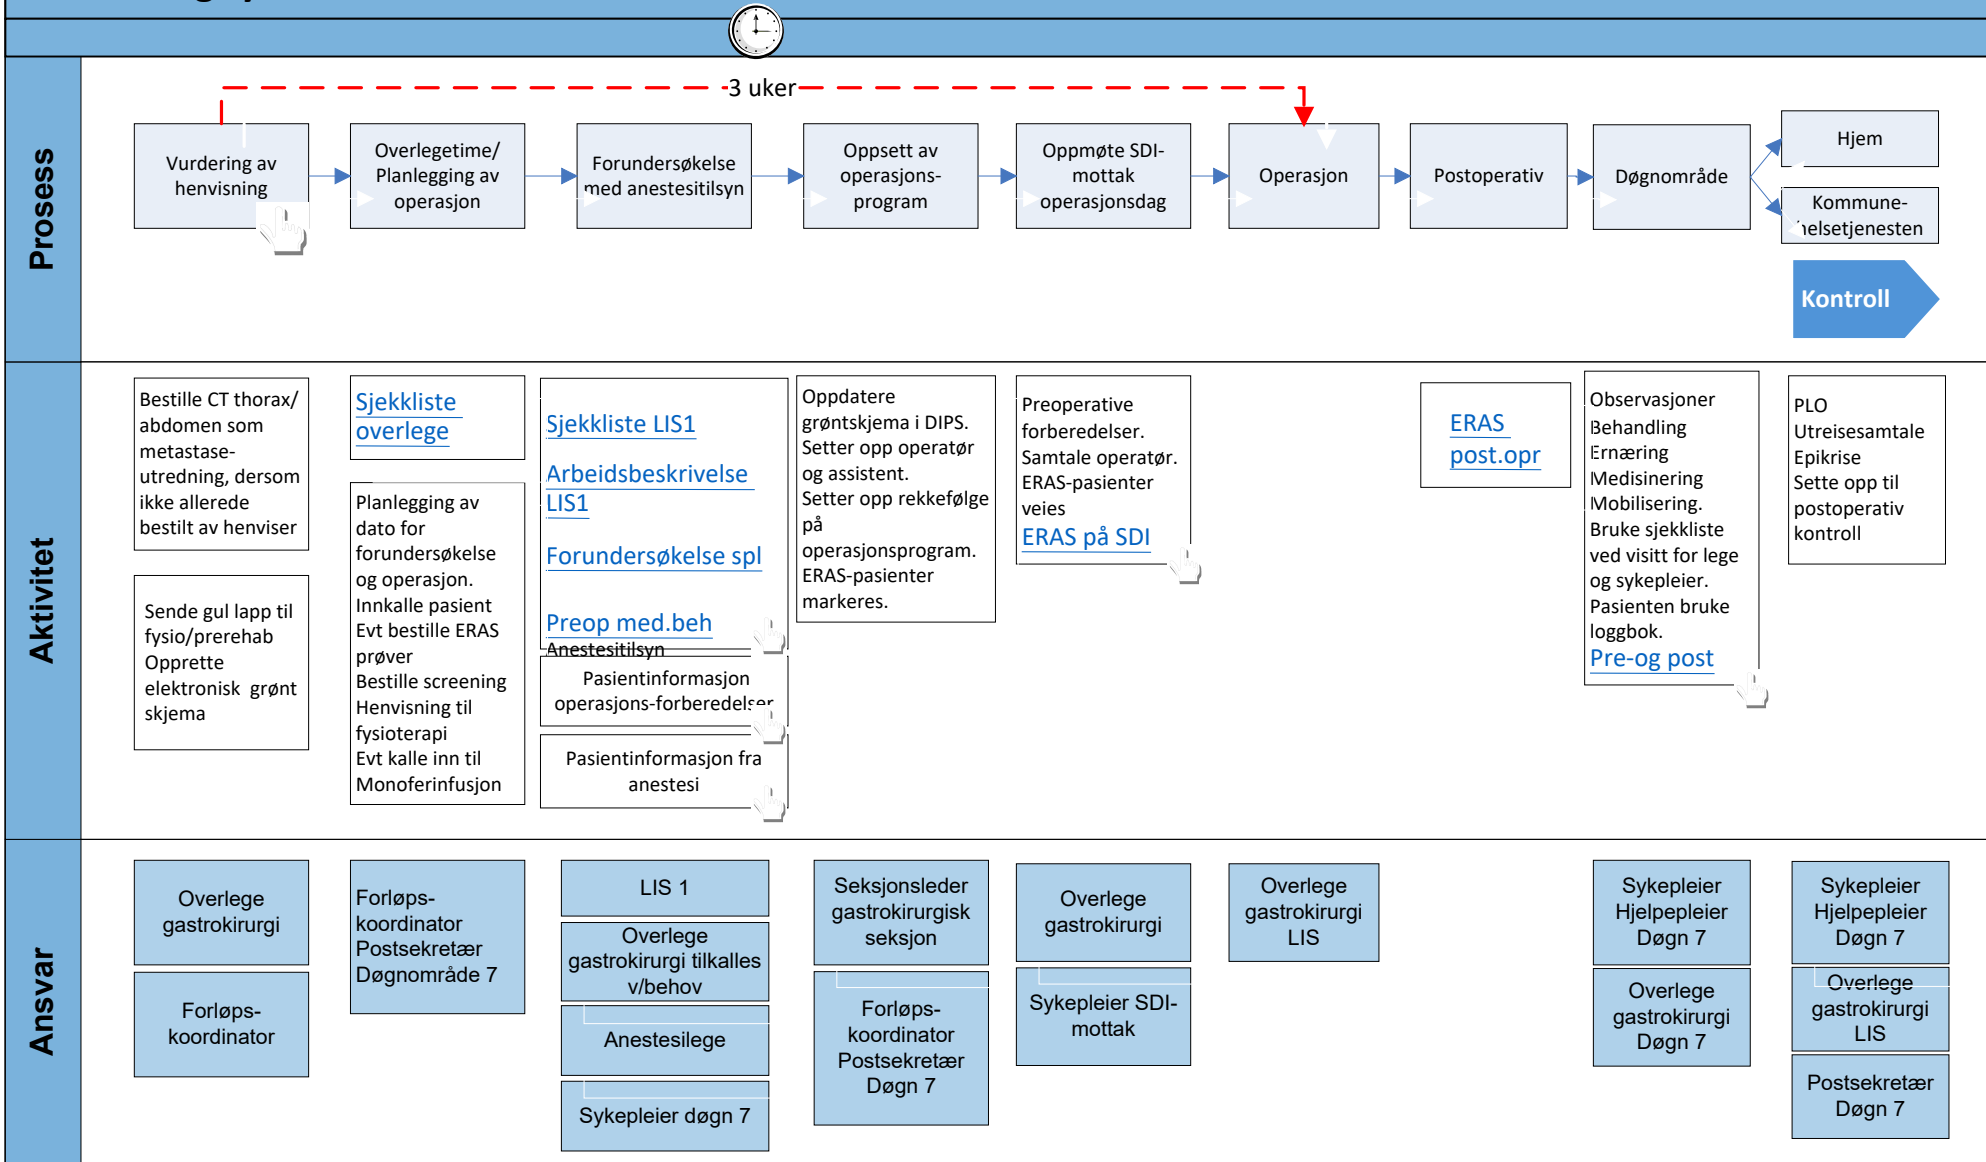 3 uker
Prosess
Vurdering av
henvisning
Overlegetime/
Planlegging av
operasjon
Forundersøkelse
med anestesitilsyn
Oppsett av
operasjons-
program
Oppmøte SDI-
mottak
operasjonsdag
Operasjon
Postoperativ
Døgnområde
Hjem
Kommune-
helsetjenesten
Kontroll
Aktivitet
Bestille CT thorax/
abdomen som
metastase-
utredning, dersom
ikke allerede
bestilt av henviser
Sende gul lapp til
fysio/prerehab
Opprette
elektronisk grønt
skjema
Sjekkliste
overlege
Planlegging av
dato for
forundersøkelse
og operasjon.
Innkalle pasient
Evt bestille ERAS
prøver
Bestille screening
Henvisning til
fysioterapi
Evt kalle inn til
Monoferinfusjon
Sjekkliste LIS1
Arbeidsbeskrivelse
LIS1
Forundersøkelse spl
Preop med.beh
Anestesitilsyn
Pasientinformasjon
operasjons-forberedelser
Pasientinformasjon fra
anestesi
Oppdatere
grøntskjema i DIPS.
Setter opp operatør
og assistent.
Setter opp rekkefølge
på
operasjonsprogram.
ERAS-pasienter
markeres.
Preoperative
forberedelser.
Samtale operatør.
ERAS-pasienter
veies
ERAS på SDI
ERAS
post.opr
Observasjoner
Behandling
Ernæring
Medisinering
Mobilisering.
Bruke sjekkliste
ved visitt for lege
og sykepleier.
Pasienten bruke
loggbok.
Pre-og post
PLO
Utreisesamtale
Epikrise
Sette opp til
postoperativ
kontroll
Ansvar
Overlege
gastrokirurgi
Forløps-
koordinator
Forløps-
koordinator
Postsekretær
Døgnområde 7
LIS 1
Overlege
gastrokirurgi tilkalles
v/behov
Anestesilege
Sykepleier døgn 7
Seksjonsleder
gastrokirurgisk
seksjon
Forløps-
koordinator
Postsekretær
Døgn 7
Overlege
gastrokirurgi
Sykepleier SDI-
mottak
Overlege
gastrokirurgi
LIS
Sykepleier
Hjelpepleier
Døgn 7
Overlege
gastrokirurgi
Døgn 7
Sykepleier
Hjelpepleier
Døgn 7
Overlege
gastrokirurgi
LIS
Postsekretær
Døgn 7